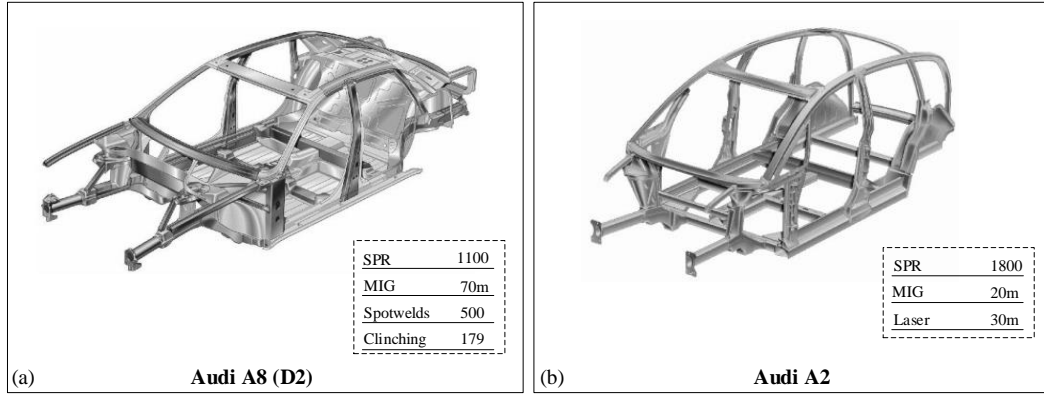 SPR 1100
MIG 70m
Spotwelds 500
Clinching 179
(a) Audi A8 (D2)
SPR 1800
MIG 20m
Laser 30m
(b) Audi A2